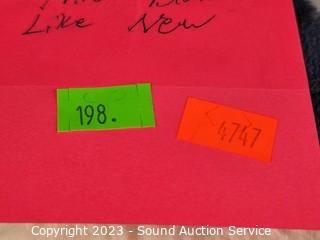 Like New
198.
4747
Copyright 2023 - Sound Auction Service